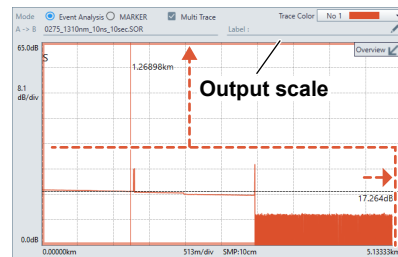 Mode Event Analysis MARKER Multi Trace Trace Color No 1
A -> B 0275_1310nm_10ns_10sec.SOR Label :
65.0dB Overview
S
1.26898km
8.1
dB/div
Output scale
17.264dB
0.0dB
0.00000km 513m/div SMP:10cm 5.13333km